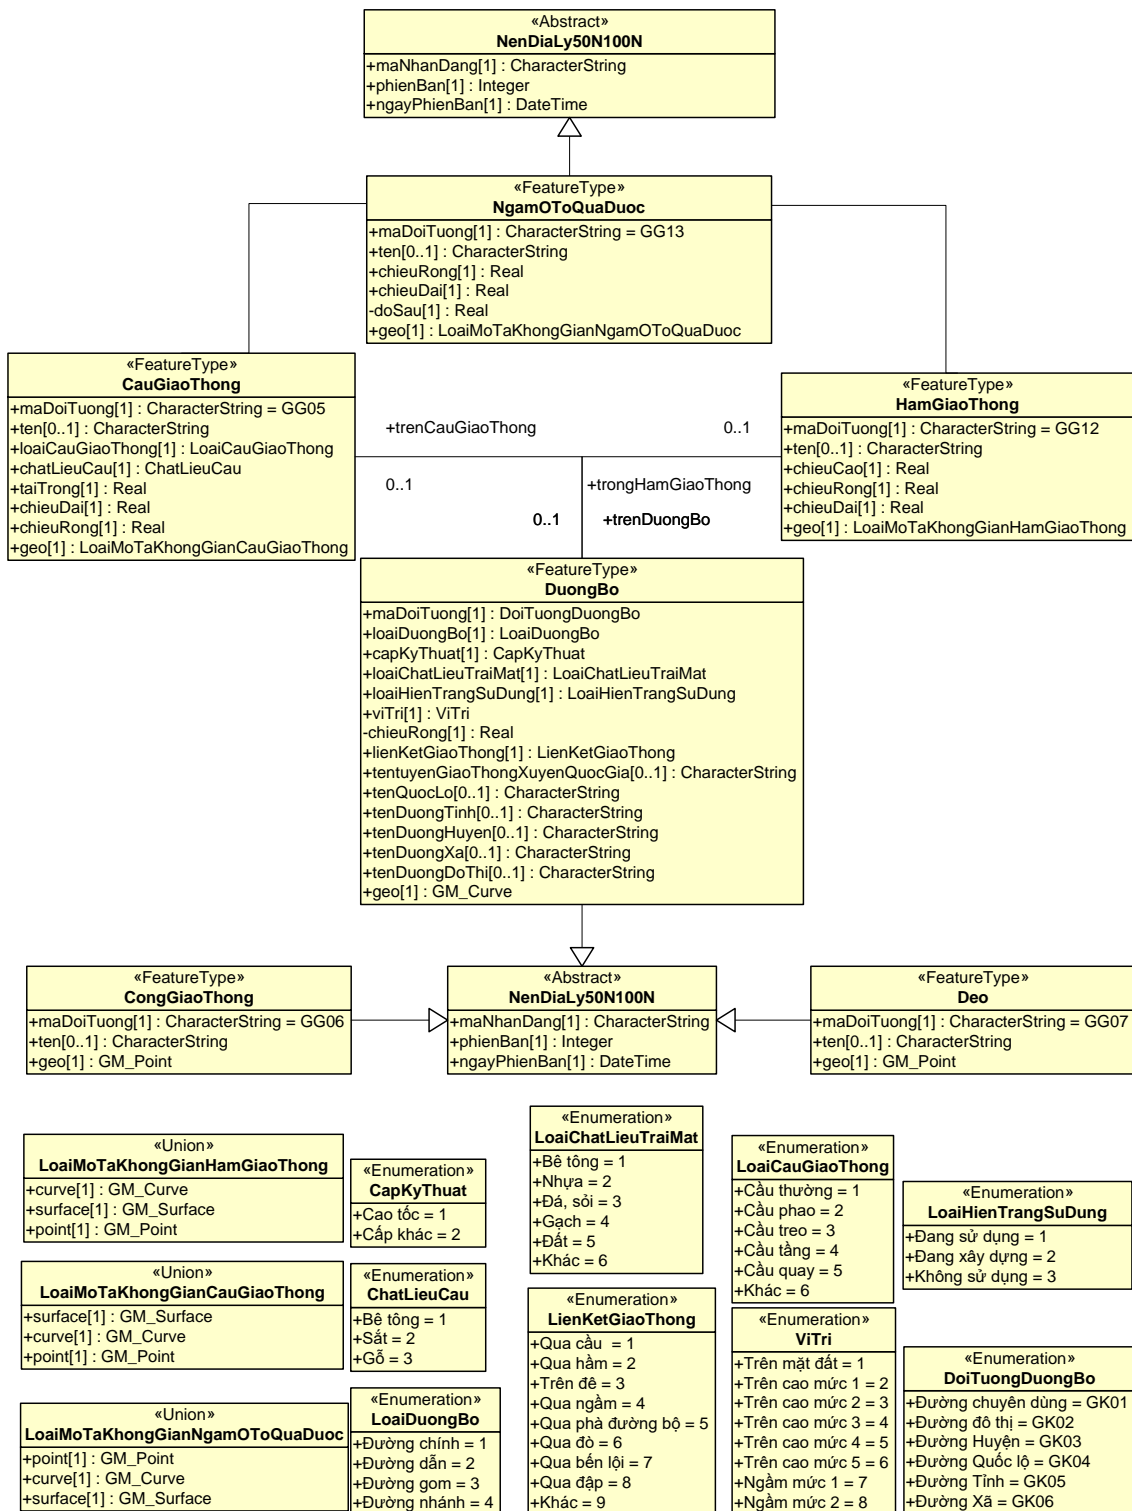 «Abstract»
NenDiaLy50N100N
+maNhanDang[1] : CharacterString
+phienBan[1] : Integer
+ngayPhienBan[1] : DateTime
«FeatureType»
NgamOToQuaDuoc
+maDoiTuong[1] : CharacterString = GG13
+ten[0..1] : CharacterString
+chieuRong[1] : Real
+chieuDai[1] : Real
-doSau[1] : Real
+geo[1] : LoaiMoTaKhongGianNgamOToQuaDuoc
«FeatureType»
CauGiaoThong
+maDoiTuong[1] : CharacterString = GG05
+ten[0..1] : CharacterString
+loaiCauGiaoThong[1] : LoaiCauGiaoThong
+chatLieuCau[1] : ChatLieuCau
+taiTrong[1] : Real
+chieuDai[1] : Real
+chieuRong[1] : Real
+geo[1] : LoaiMoTaKhongGianCauGiaoThong
+trenCauGiaoThong
0..1
0..1
+trongHamGiaoThong
0..1
+trenDuongBo
«FeatureType»
HamGiaoThong
+maDoiTuong[1] : CharacterString = GG12
+ten[0..1] : CharacterString
+chieuCao[1] : Real
+chieuRong[1] : Real
+chieuDai[1] : Real
+geo[1] : LoaiMoTaKhongGianHamGiaoThong
«FeatureType»
DuongBo
+maDoiTuong[1] : DoiTuongDuongBo
+loaiDuongBo[1] : LoaiDuongBo
+capKyThuat[1] : CapKyThuat
+loaiChatLieuTraiMat[1] : LoaiChatLieuTraiMat
+loaiHienTrangSuDung[1] : LoaiHienTrangSuDung
+viTri[1] : ViTri
-chieuRong[1] : Real
+lienKetGiaoThong[1] : LienKetGiaoThong
+tentuyenGiaoThongXuyenQuocGia[0..1] : CharacterString
+tenQuocLo[0..1] : CharacterString
+tenDuongTinh[0..1] : CharacterString
+tenDuongHuyen[0..1] : CharacterString
+tenDuongXa[0..1] : CharacterString
+tenDuongDoThi[0..1] : CharacterString
+geo[1] : GM_Curve
«FeatureType»
CongGiaoThong
+maDoiTuong[1] : CharacterString = GG06
+ten[0..1] : CharacterString
+geo[1] : GM_Point
«Abstract»
NenDiaLy50N100N
+maNhanDang[1] : CharacterString
+phienBan[1] : Integer
+ngayPhienBan[1] : DateTime
«FeatureType»
Deo
+maDoiTuong[1] : CharacterString = GG07
+ten[0..1] : CharacterString
+geo[1] : GM_Point
«Union»
LoaiMoTaKhongGianHamGiaoThong
+curve[1] : GM_Curve
+surface[1] : GM_Surface
+point[1] : GM_Point
«Enumeration»
CapKyThuat
+Cao tốc = 1
+Cấp khác = 2
«Enumeration»
LoaiChatLieuTraiMat
+Bê tông = 1
+Nhựa = 2
+Đá, sỏi = 3
+Gạch = 4
+Đất = 5
+Khác = 6
«Enumeration»
LoaiCauGiaoThong
+Cầu thường = 1
+Cầu phao = 2
+Cầu treo = 3
+Cầu tầng = 4
+Cầu quay = 5
+Khác = 6
«Enumeration»
LoaiHienTrangSuDung
+Đang sử dụng = 1
+Đang xây dựng = 2
+Không sử dụng = 3
«Union»
LoaiMoTaKhongGianCauGiaoThong
+surface[1] : GM_Surface
+curve[1] : GM_Curve
+point[1] : GM_Point
«Enumeration»
ChatLieuCau
+Bê tông = 1
+Sắt = 2
+Gỗ = 3
«Enumeration»
LienKetGiaoThong
+Qua cầu = 1
+Qua hầm = 2
+Trên đê = 3
+Qua ngầm = 4
+Qua phà đường bộ = 5
+Qua đò = 6
+Qua bến lội = 7
+Qua đập = 8
+Khác = 9
«Enumeration»
ViTri
+Trên mặt đất = 1
+Trên cao mức 1 = 2
+Trên cao mức 2 = 3
+Trên cao mức 3 = 4
+Trên cao mức 4 = 5
+Trên cao mức 5 = 6
+Ngầm mức 1 = 7
+Ngầm mức 2 = 8
«Enumeration»
DoiTuongDuongBo
+Đường chuyên dùng = GK01
+Đường đô thị = GK02
+Đường Huyện = GK03
+Đường Quốc lộ = GK04
+Đường Tỉnh = GK05
+Đường Xã = GK06
«Union»
LoaiMoTaKhongGianNgamOToQuaDuoc
+point[1] : GM_Point
+curve[1] : GM_Curve
+surface[1] : GM_Surface
«Enumeration»
LoaiDuongBo
+Đường chính = 1
+Đường dẫn = 2
+Đường gom = 3
+Đường nhánh = 4